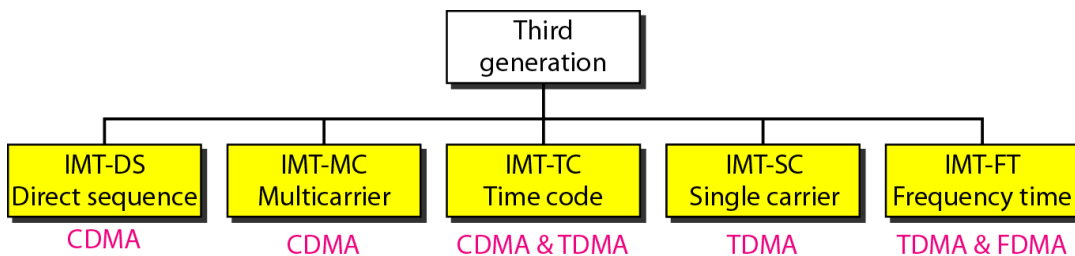 Third
generation
IMT-DS
Direct sequence
IMT-MC
Multicarrier
IMT-TC
Time code
IMT-SC
Single carrier
IMT-FT
Frequency time
CDMA
CDMA
CDMA & TDMA
TDMA
TDMA & FDMA